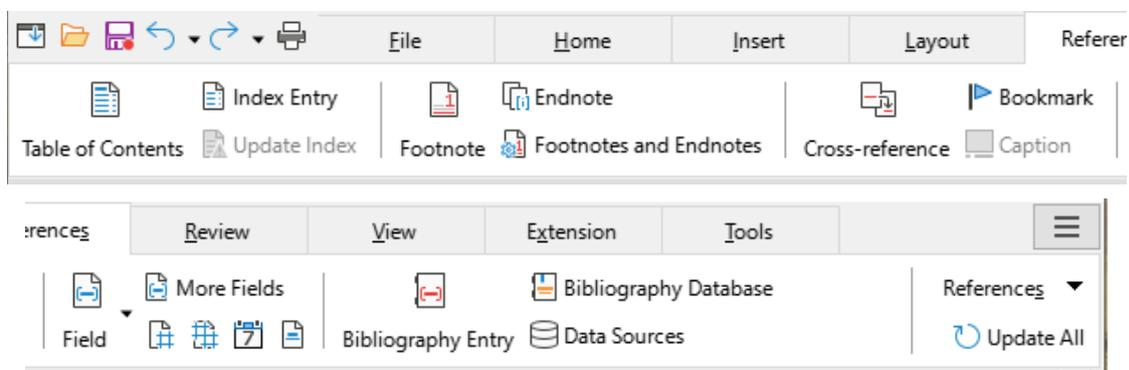 File Home Insert Layout Referer
Index Entry Endnote Bookmark
Table of Contents Update Index Footnote Footnotes and Endnotes Cross-reference Caption
erences Review View Extension Tools
More Fields Bibliography Database References
Field Bibliography Entry Data Sources Update All